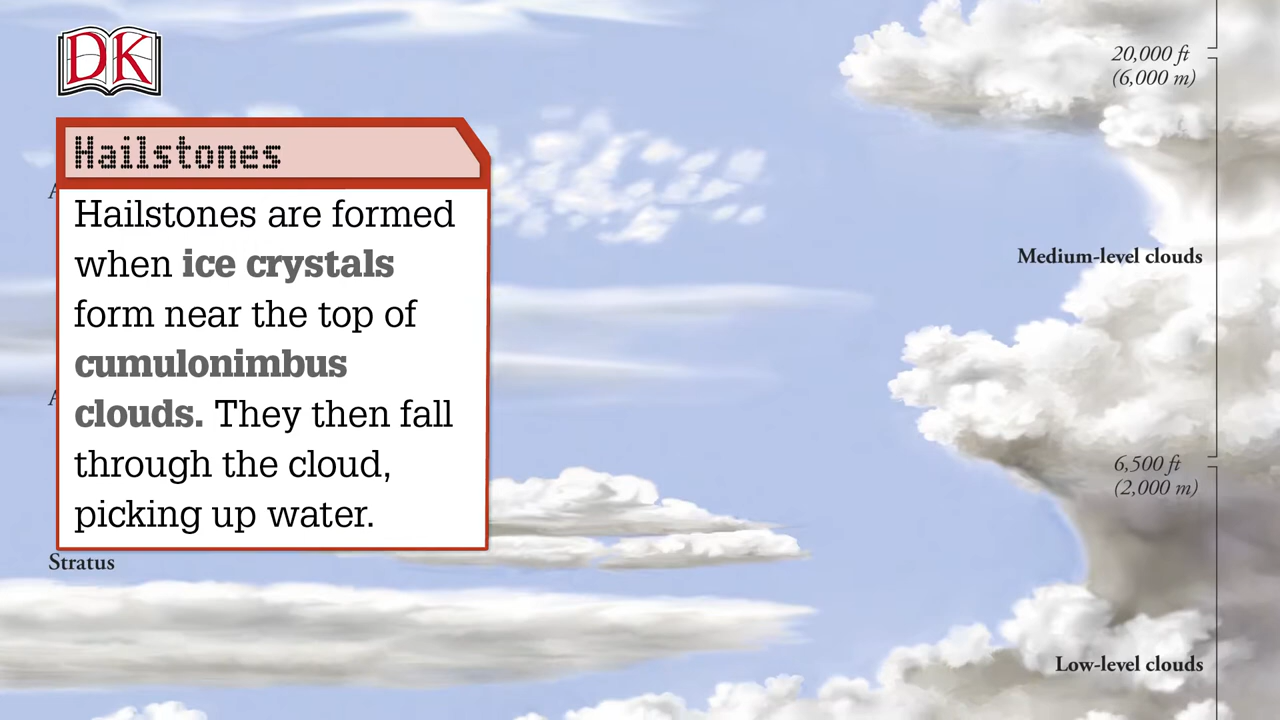 DK
Hailstones
Hailstones are formed
when ice crystals
form near the top of
cumulonimbus
clouds. They then fall
through the cloud,
picking up water.
Stratus
20,000 ft
(6,000 m)
Medium-level clouds
6,500 ft
(2,000 m)
Low-level clouds